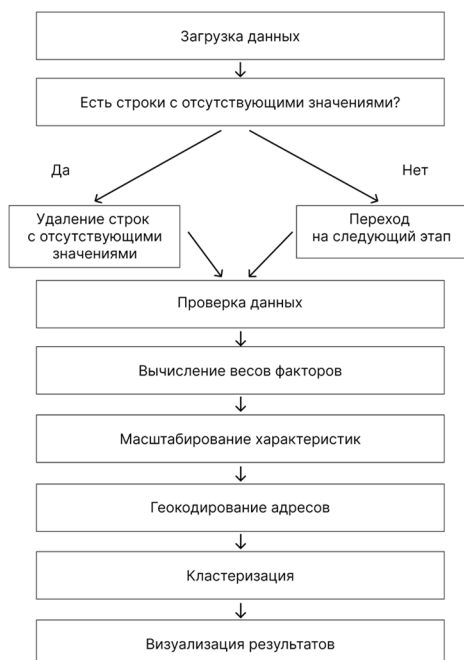 Загрузка данных
Есть строки с отсутствующими значениями?
Да
Нет
Удаление строк
с отсутствующими
значениями
Переход
на следующий этап
Проверка данных
Вычисление весов факторов
Масштабирование характеристик
Геокодирование адресов
Кластеризация
Визуализация результатов